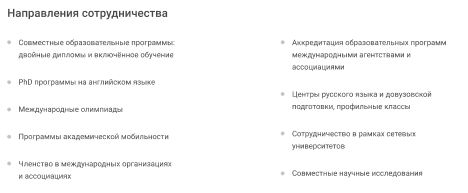 Направления сотрудничества
Совместные образовательные программы:
двойные дипломы и включённое обучение
PhD программы на английском языке
Международные олимпиады
Программы академической мобильности
Членство в международных организациях
и ассоциациях
Аккредитация образовательных программ
международными агентствами и
ассоциациями
Центры русского языка и довузовской
подготовки, профильные классы
Сотрудничество в рамках сетевых
университетов
Совместные научные исследования